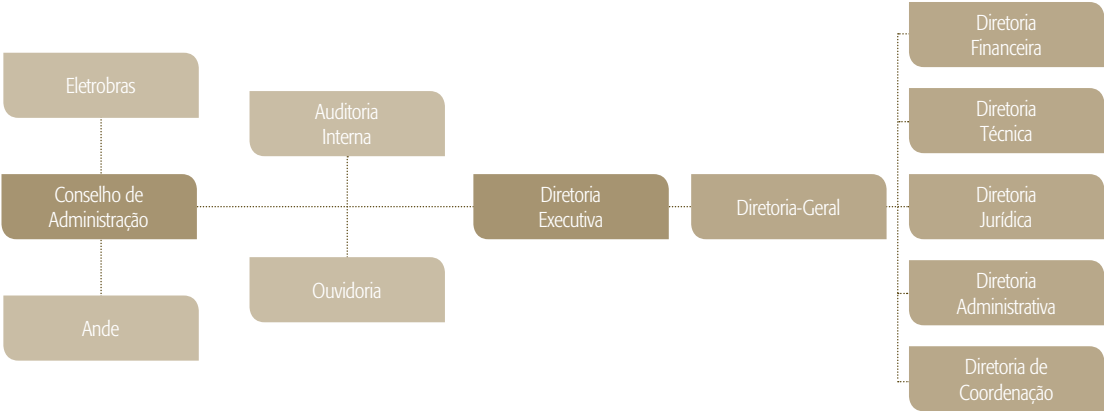 Eletrobras
Conselho de
Administração
Ande
Auditoria
Interna
Ouvidoria
Diretoria
Executiva
Diretoria-Geral
Diretoria
Financeira
Diretoria
Técnica
Diretoria
Jurídica
Diretoria
Administrativa
Diretoria de
Coordenação